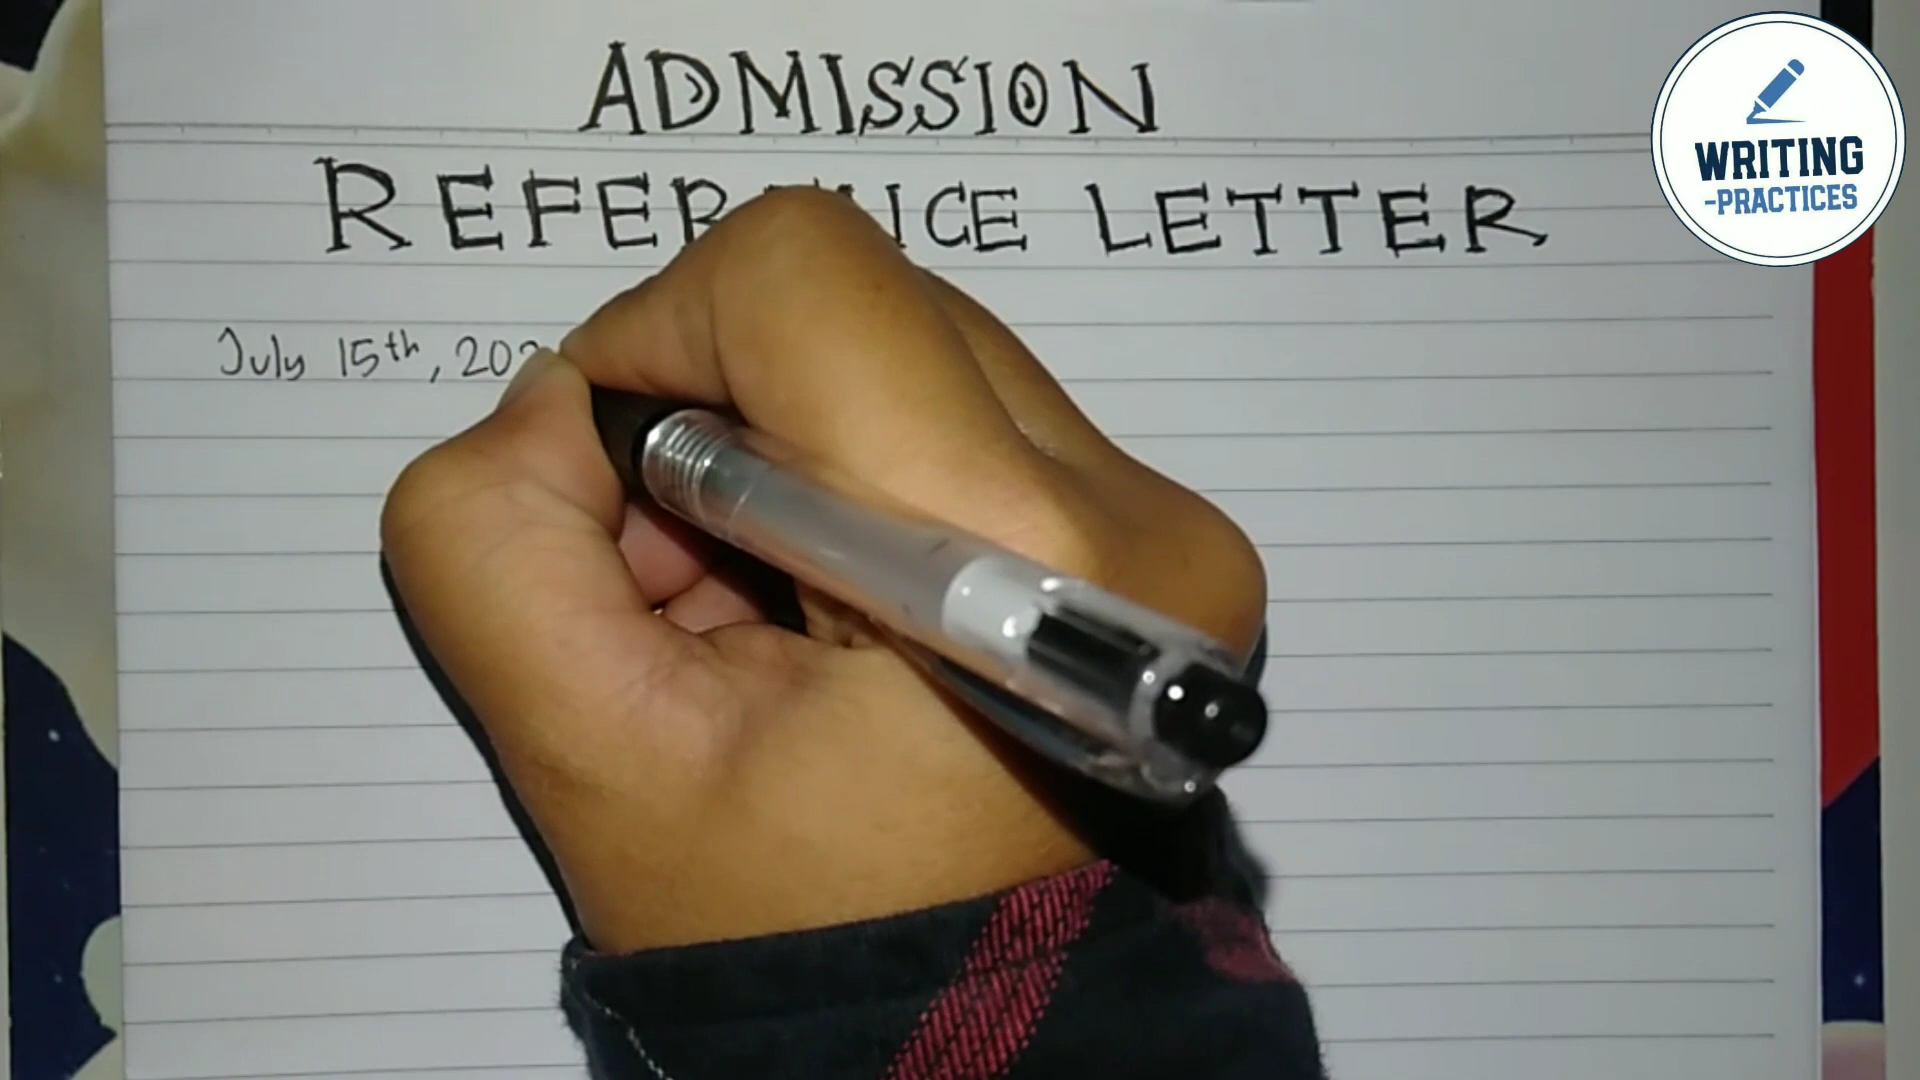 ADMISSION
LETTER
July 15th,
WRITING
-PRACTICES